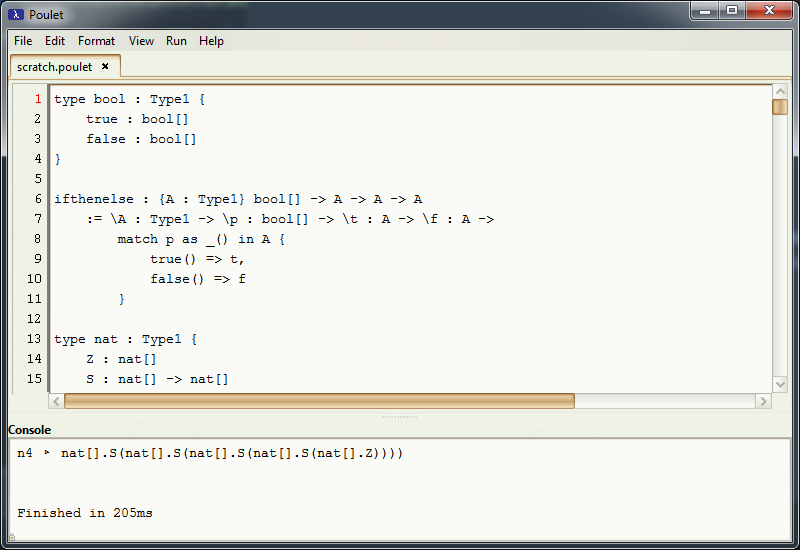 λ Poulet
File Edit Format View Run Help
scratch.poulet ×
1 type bool : Type1 {
2     true : bool[]
3     false : bool[]
4 }
5
6 ifthenelse : {A : Type1} bool[] -> A -> A -> A
7     := \A : Type1 -> \p : bool[] -> \t : A -> \f : A ->
8         match p as _() in A {
9             true() => t,
10             false() => f
11         }
12
13 type nat : Type1 {
14     Z : nat[]
15     S : nat[] -> nat[]
Console
n4 ▸ nat[].S(nat[].S(nat[].S(nat[].S(nat[].Z))))
Finished in 205ms